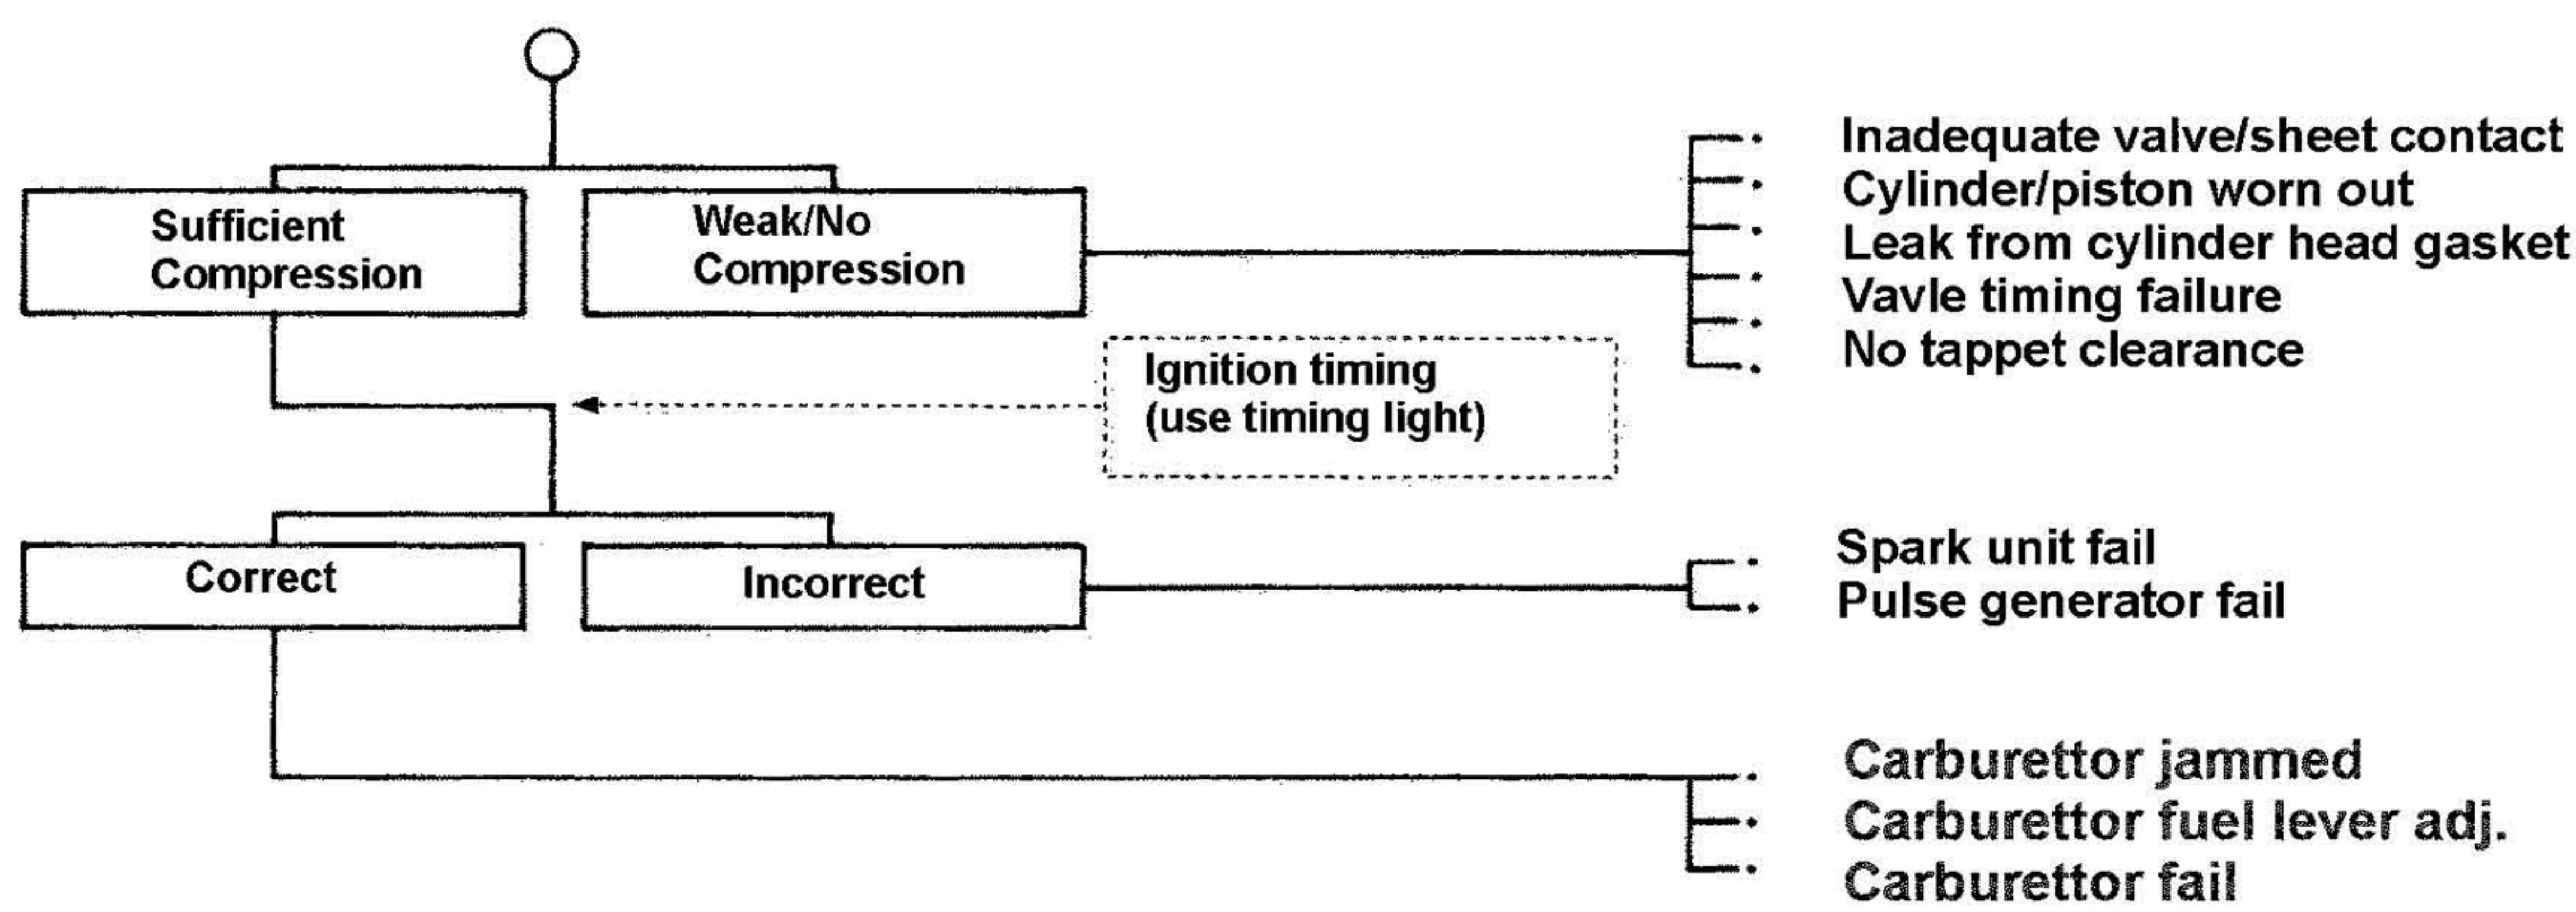 Sufficient
Compression
Weak/No
Compression
Inadequate valve/sheet contact
Cylinder/piston worn out
Leak from cylinder head gasket
Vavle timing failure
No tappet clearance
Ignition timing
(use timing light)
Correct
Incorrect
Spark unit fail
Pulse generator fail
Carburettor jammed
Carburettor fuel lever adj.
Carburettor fail